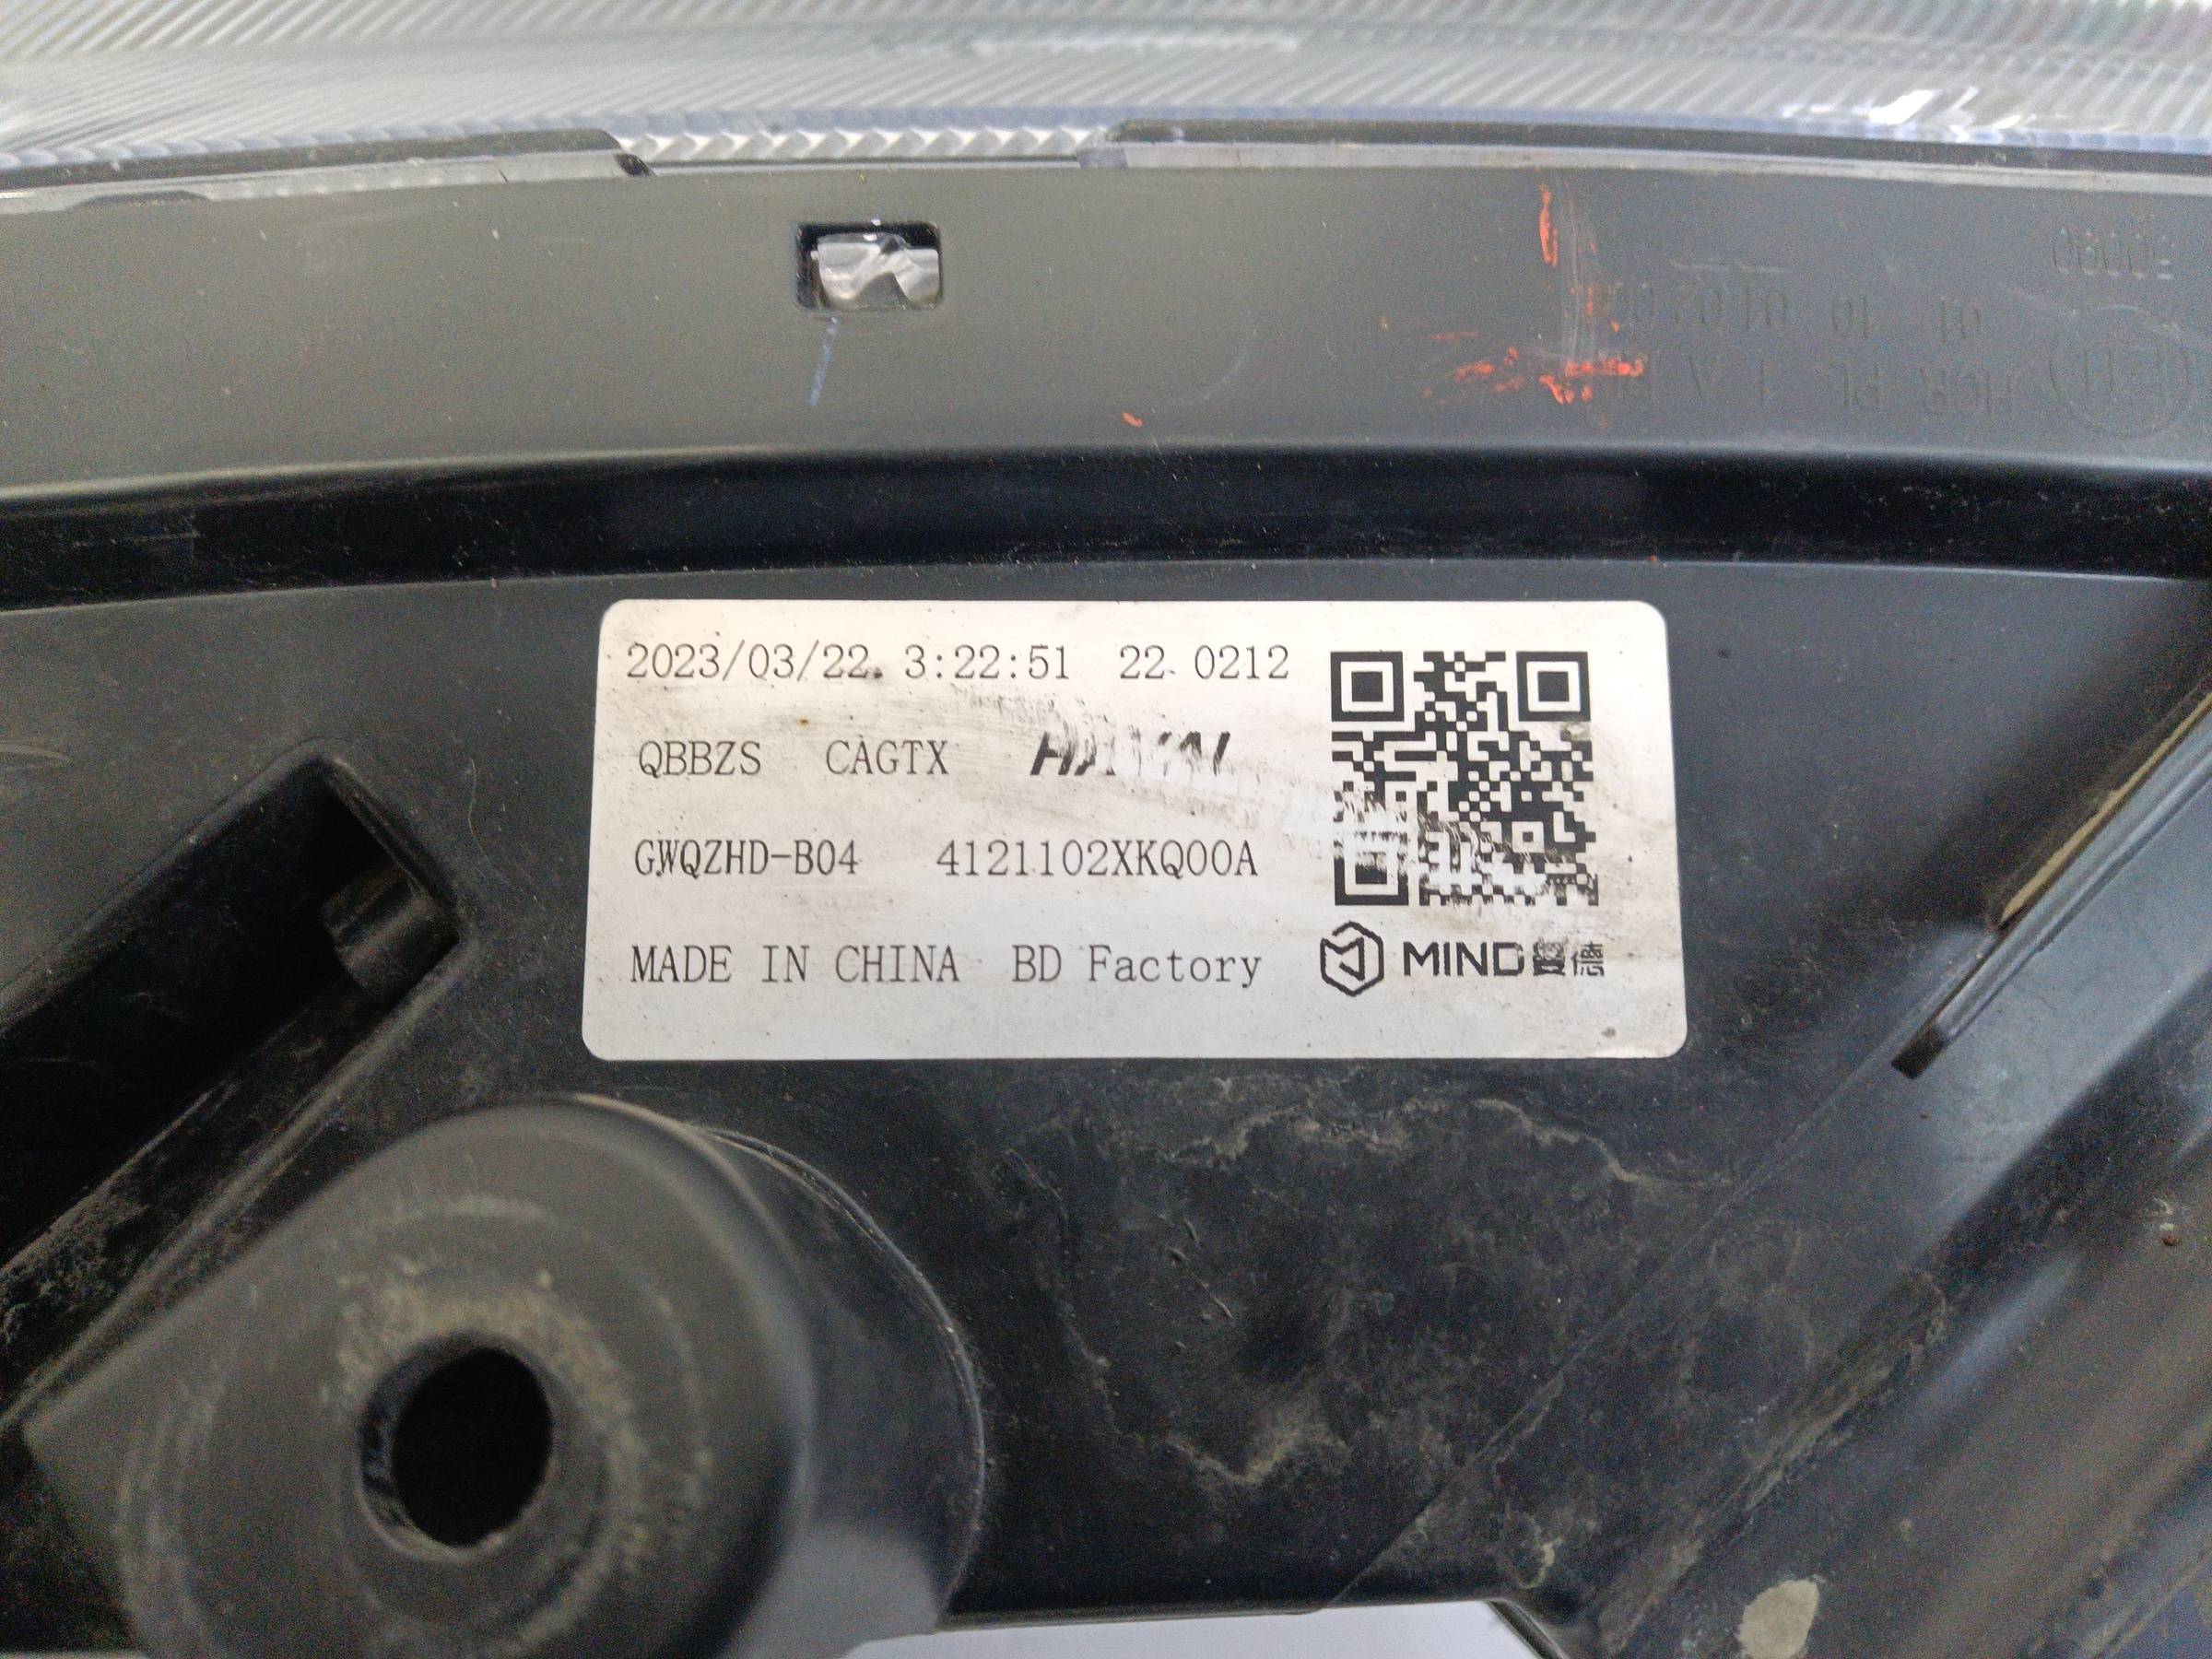 2023/03/22 3:22:51 22 0212
QBBZS CAGTX HAVAL
GWQZHD-B04 4121102XKQ00A
MADE IN CHINA BD Factory
MIND 曼德